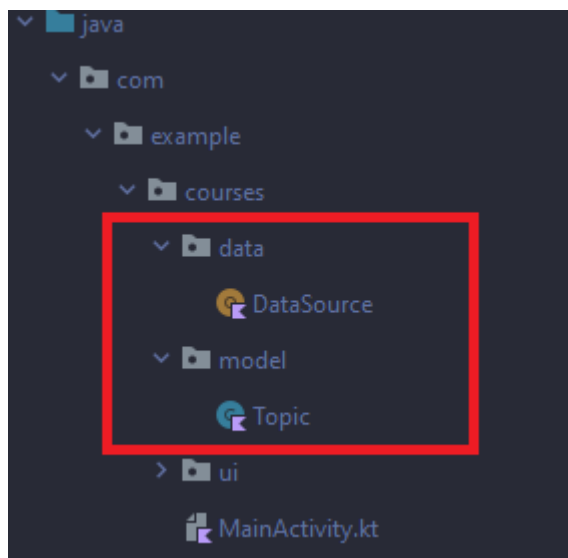 java
com
example
courses
data
DataSource
model
Topic
ui
MainActivity.kt